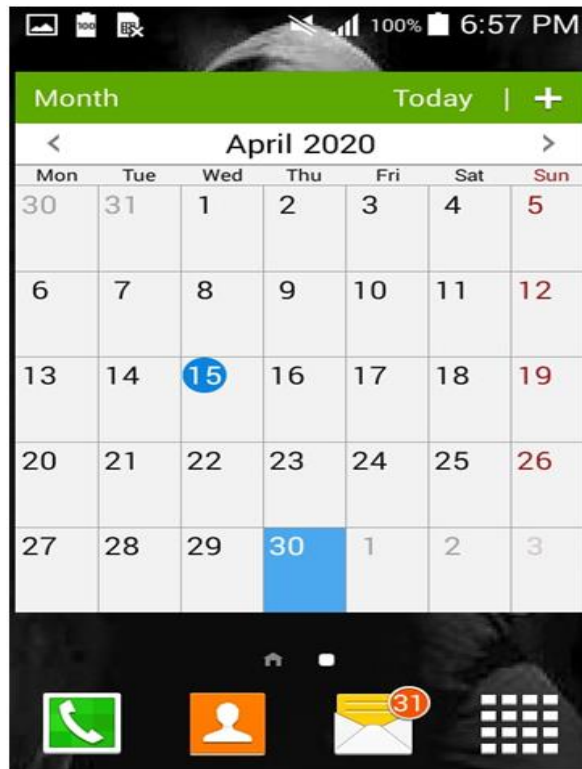 100 100% 6:57 PM
Month Today | +
< April 2020 >
Mon Tue Wed Thu Fri Sat Sun
30 31 1 2 3 4 5
6 7 8 9 10 11 12
13 14 15 16 17 18 19
20 21 22 23 24 25 26
27 28 29 30 1 2 3
31